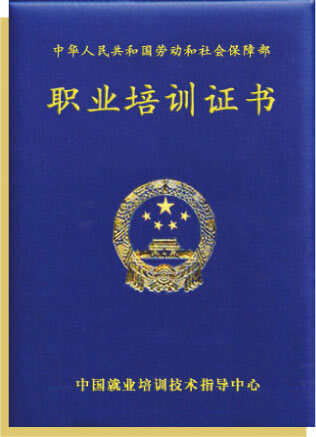 中华人民共和国劳动和社会保障部
职业培训证书
中国就业培训技术指导中心